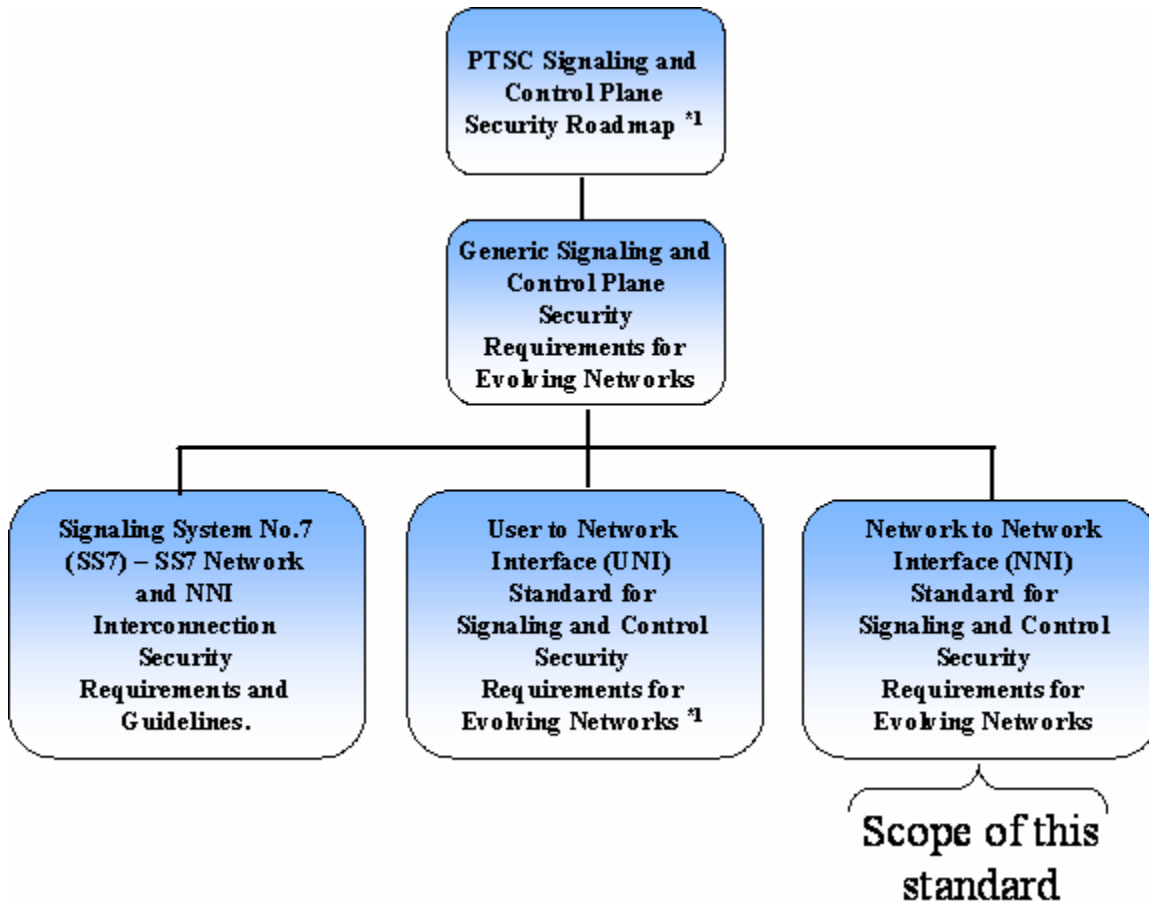 PTSC Signaling and
Control Plane
Security Roadmap *1
Generic Signaling and
Control Plane
Security
Requirements for
Evolving Networks
Signaling System No.7
(SS7) – SS7 Network
and NNI
Interconnection
Security
Requirements and
Guidelines.
User to Network
Interface (UNI)
Standard for
Signaling and Control
Security
Requirements for
Evolving Networks *1
Network to Network
Interface (NNI)
Standard for
Signaling and Control
Security
Requirements for
Evolving Networks
Scope of this
standard